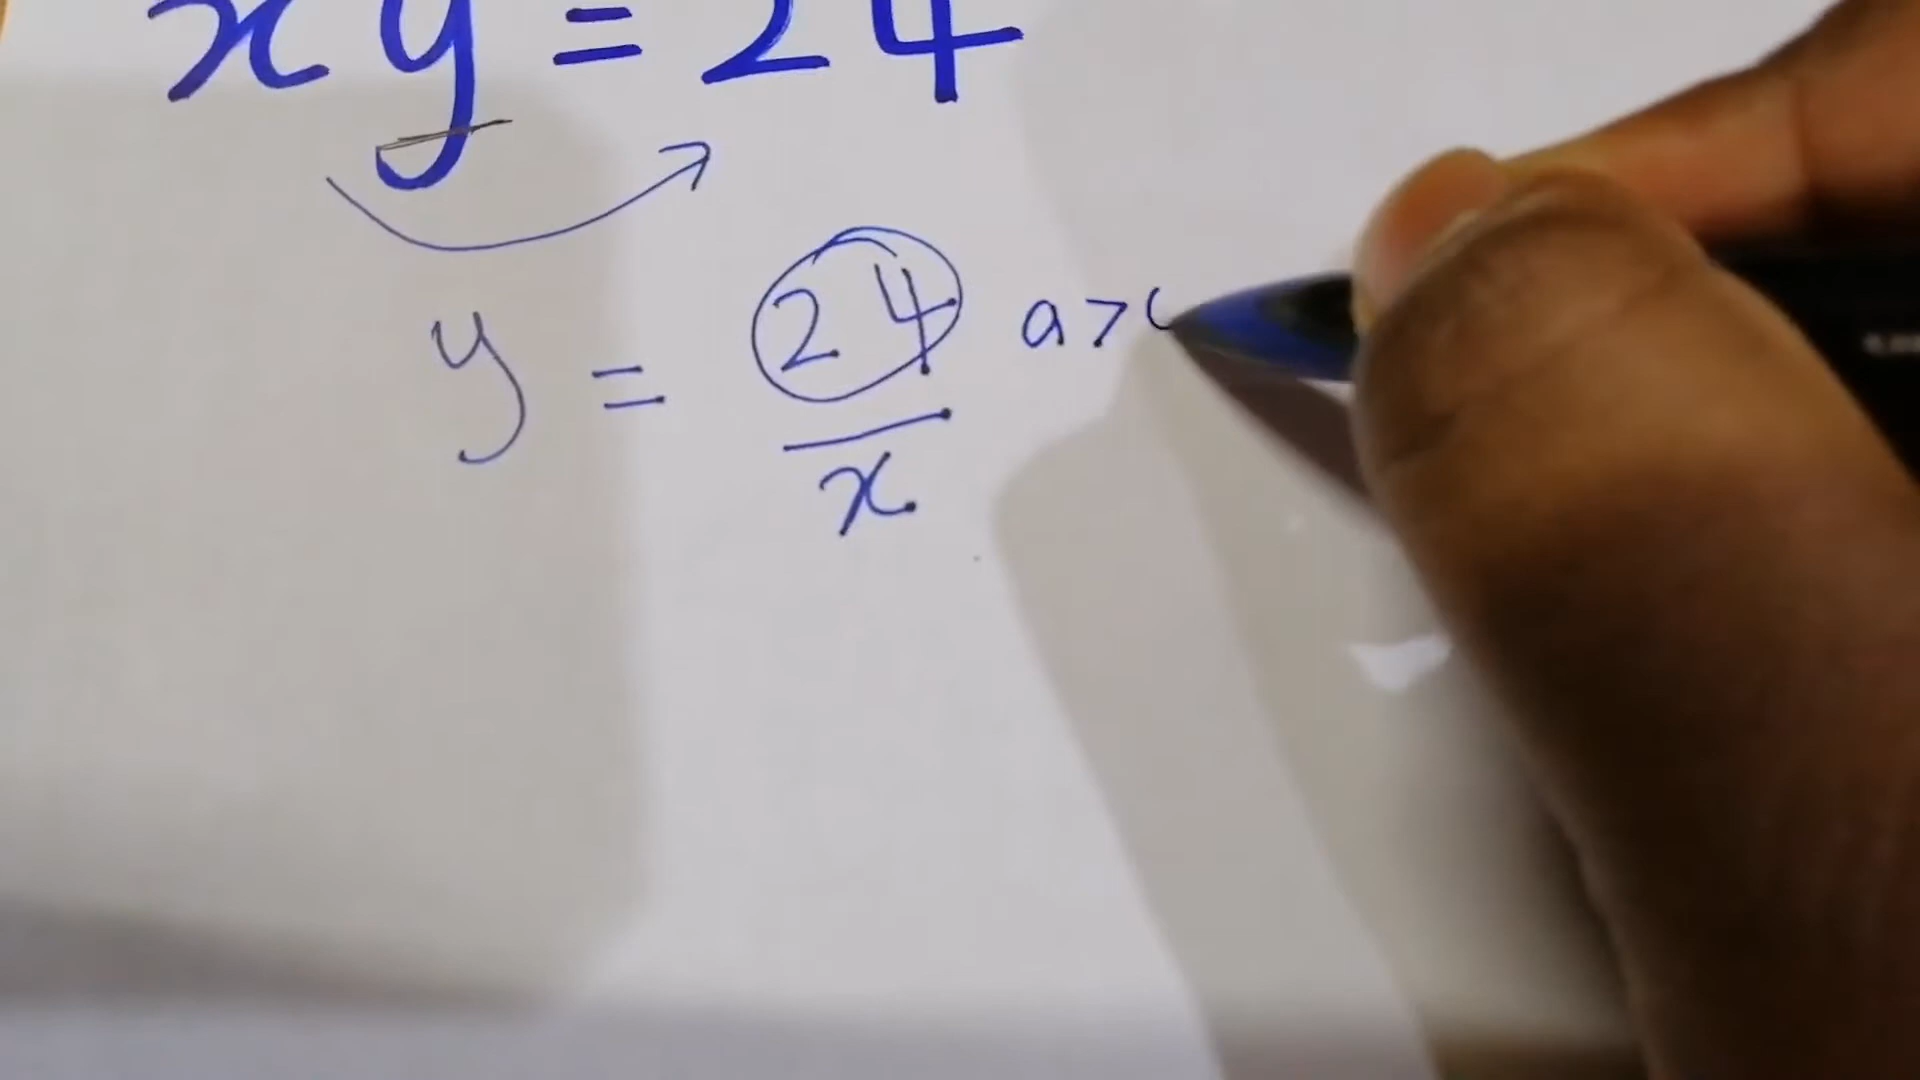 xy = 24
y = 24/x a>